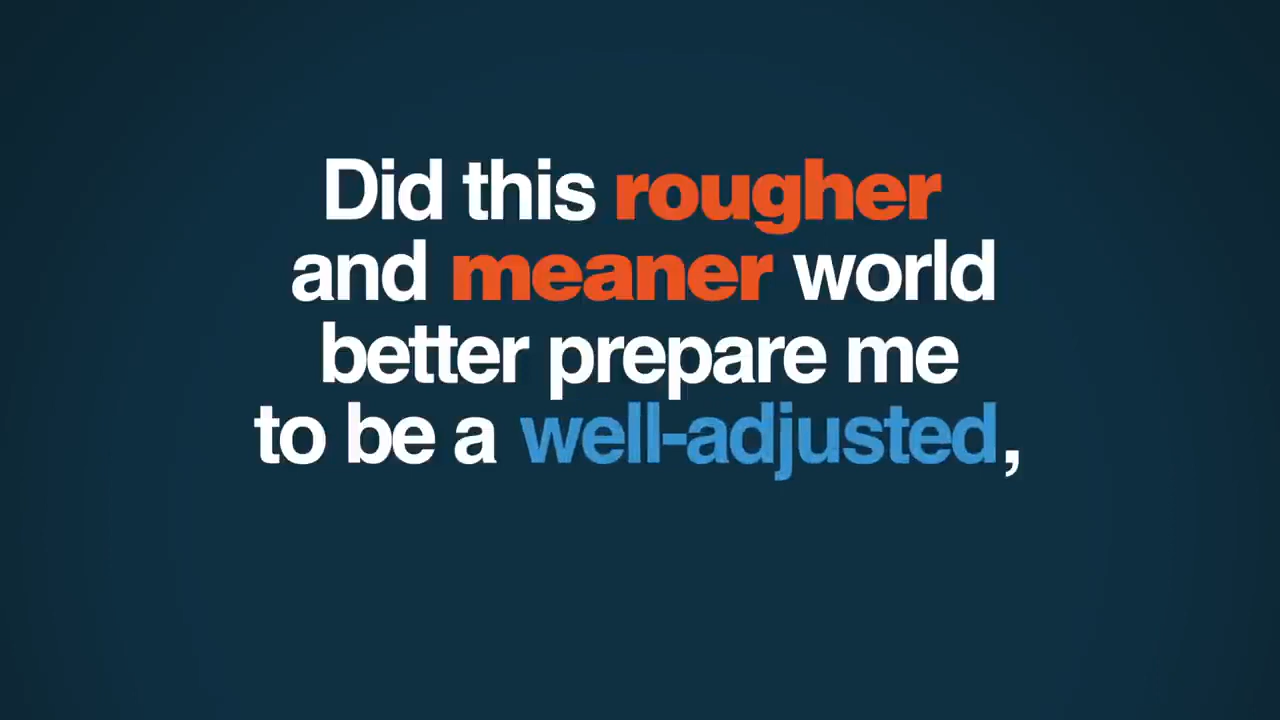 Did this rougher
and meaner world
better prepare me
to be a well-adjusted,